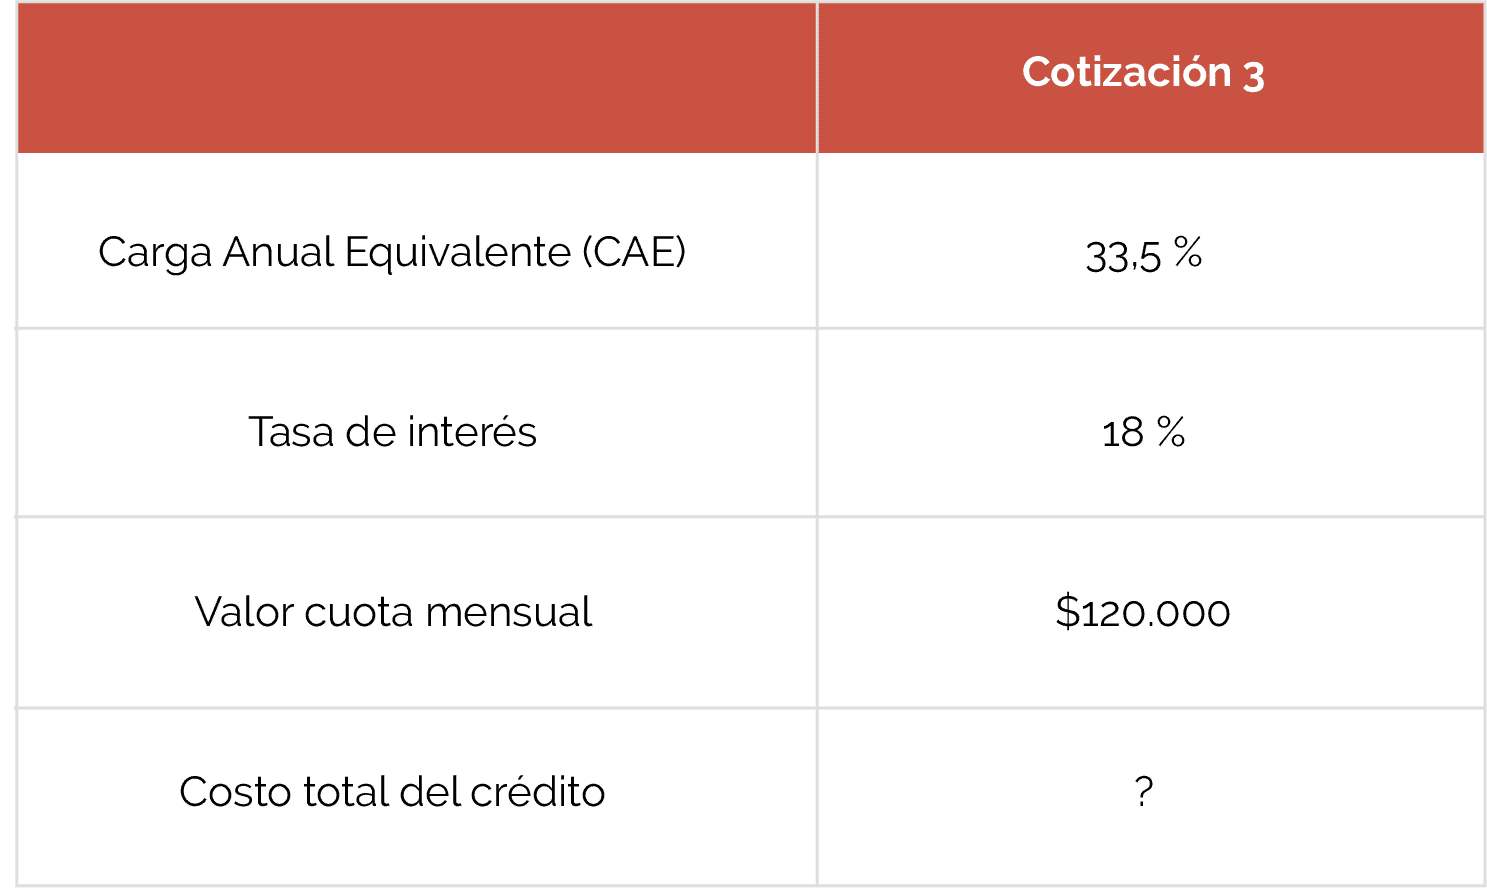 Cotización 3
Carga Anual Equivalente (CAE) 33,5 %
Tasa de interés 18 %
Valor cuota mensual $120.000
Costo total del crédito ?